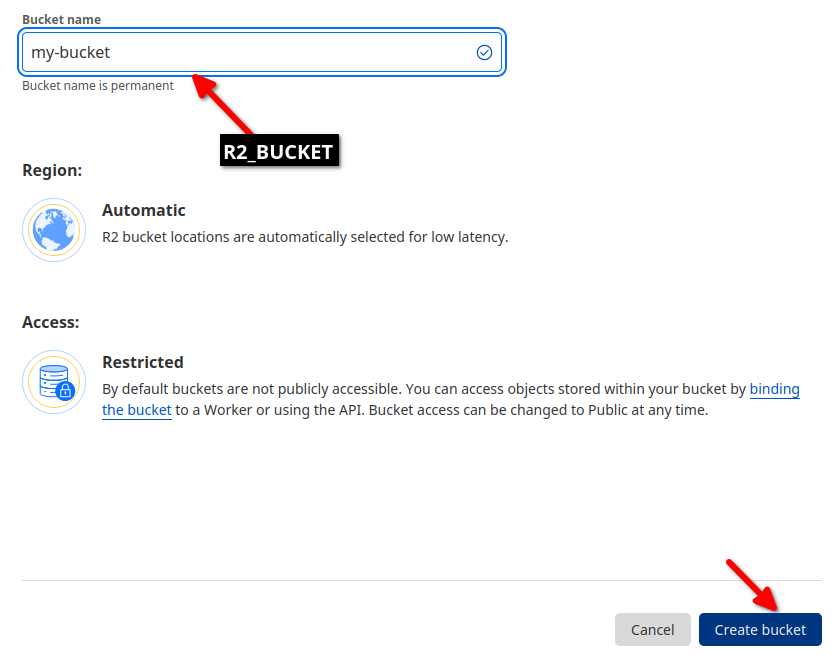 Bucket name
my-bucket
Bucket name is permanent
R2_BUCKET
Region:
Automatic
R2 bucket locations are automatically selected for low latency.
Access:
Restricted
By default buckets are not publicly accessible. You can access objects stored within your bucket by binding
the bucket to a Worker or using the API. Bucket access can be changed to Public at any time.
Cancel
Create bucket